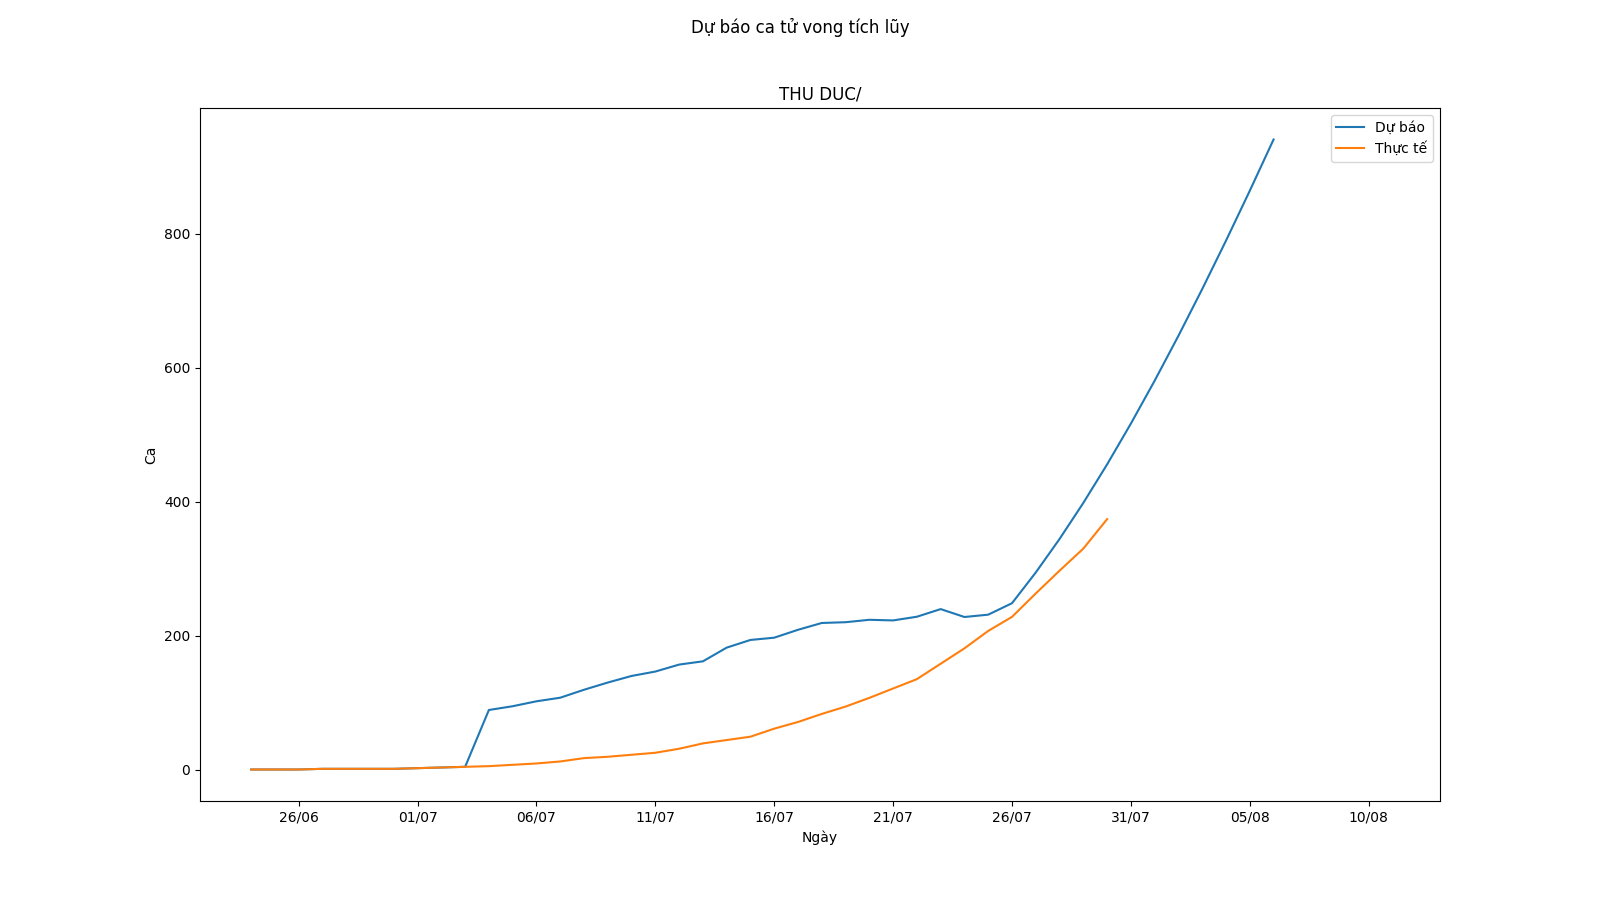 Dự báo ca tử vong tích lũy
THU DUC/
Dự báo
Thực tế
800
600
400
200
0
Ca
26/06
01/07
06/07
11/07
16/07
21/07
26/07
31/07
05/08
10/08
Ngày